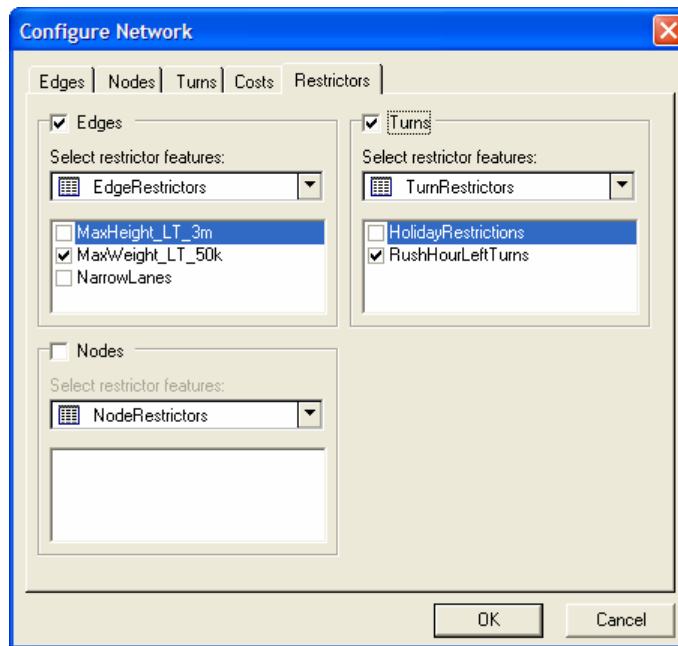 Configure Network
Edges Nodes Turns Costs Restrictors
Edges
Select restrictor features:
EdgeRestrictors
MaxHeight_LT_3m
MaxWeight_LT_50k
NarrowLanes
Turns
Select restrictor features:
TurnRestrictors
HolidayRestrictions
RushHourLeftTurns
Nodes
Select restrictor features:
NodeRestrictors
OK Cancel